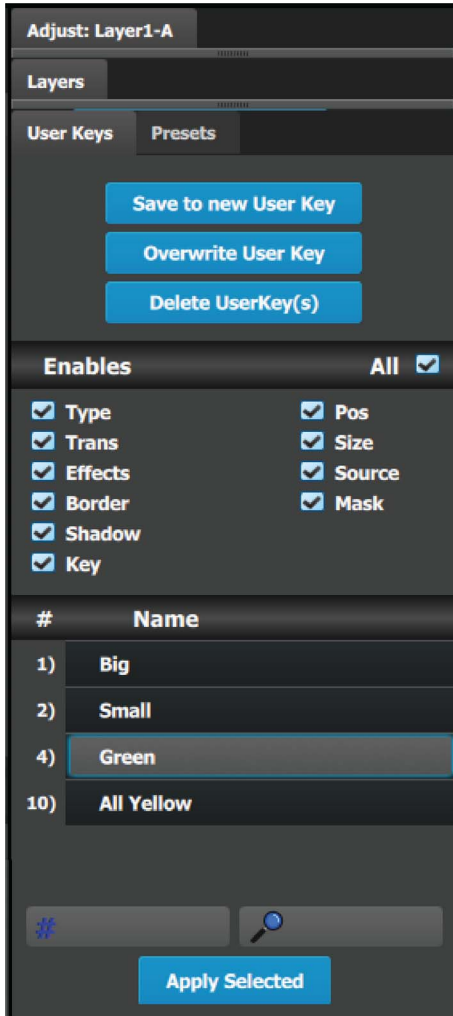 Adjust: Layer1-A
Layers
User Keys Presets
Save to new User Key
Overwrite User Key
Delete UserKey(s)
Enables All
Type Pos
Trans Size
Effects Source
Border Mask
Shadow
Key
# Name
1) Big
2) Small
4) Green
10) All Yellow
#
Apply Selected